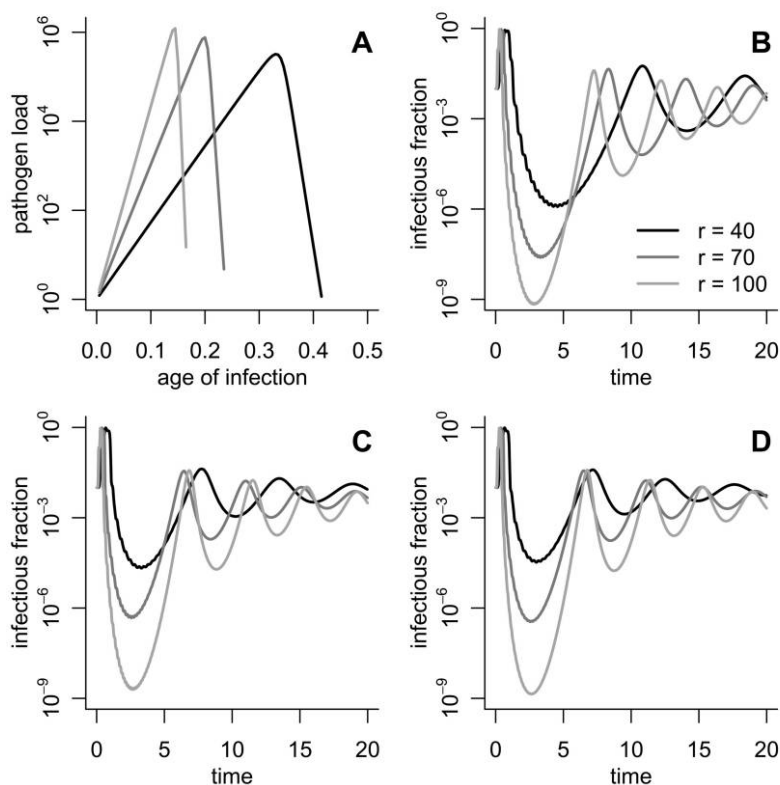 A
pathogen load
10^6
10^4
10^2
10^0
0.0 0.1 0.2 0.3 0.4 0.5
age of infection
B
infectious fraction
10^0
10^−3
10^−6
10^−9
r = 40
r = 70
r = 100
0 5 10 15 20
time
C
infectious fraction
10^0
10^−3
10^−6
10^−9
0 5 10 15 20
time
D
infectious fraction
10^0
10^−3
10^−6
10^−9
0 5 10 15 20
time